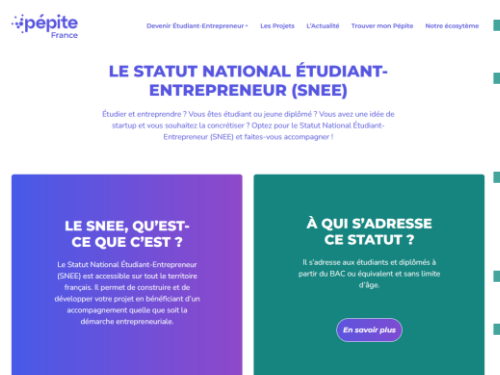 pépite
France
Devenir Étudiant-Entrepreneur
Les Projets
L'Actualité
Trouver mon Pépite
Notre écosytème
LE STATUT NATIONAL ÉTUDIANT-
ENTREPRENEUR (SNEE)
Étudier et entreprendre ? Vous êtes étudiant ou jeune diplômé ? Vous avez une idée de
startup et vous souhaitez la concrétiser ? Optez pour le Statut National Étudiant-
Entrepreneur (SNEE) et faites-vous accompagner !
LE SNEE, QU'EST-
CE QUE C'EST ?
Le Statut National Étudiant-Entrepreneur
(SNEE) est accessible sur tout le territoire
français. Il permet de construire et de
développer votre projet en bénéficiant d'un
accompagnement quelle que soit la
démarche entrepreneuriale.
À QUI S'ADRESSE
CE STATUT ?
Il s'adresse aux étudiants et diplômés à
partir du BAC ou équivalent et sans limite
d'âge.
En savoir plus